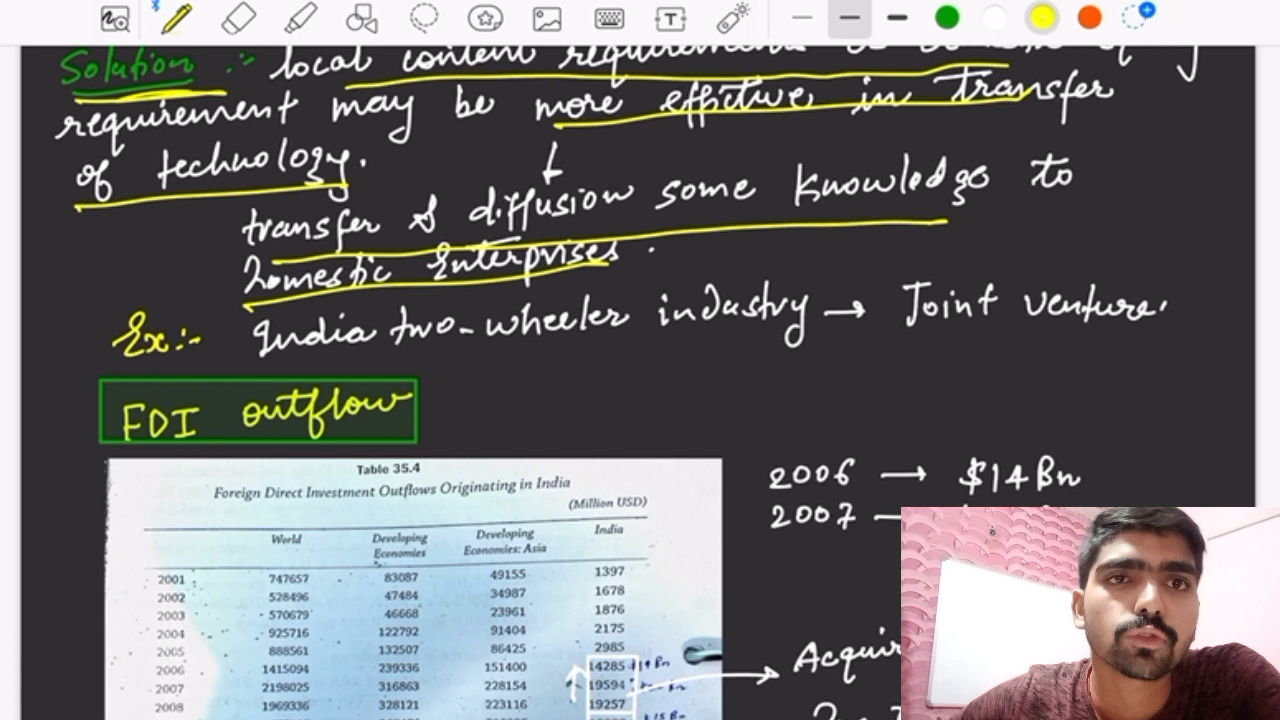 Solution :- local content requirements
requirement may be more effective in transfer
of technology.
transfer & diffusion some knowledge to
Domestic Enterprises.
Ex:- India two-wheeler industry → Joint venture.
FDI outflow
Table 35.4
Foreign Direct Investment Outflows Originating in India
(Million USD)
World Developing Economies Developing Economies: Asia India
2001 747657 83087 49155 1397
2002 528496 47484 34987 1678
2003 570679 46668 23961 1876
2004 925716 122792 91404 2175
2005 888561 132507 86425 2985
2006 1415094 239336 151400 14285
2007 2198025 316863 228154 19594
2008 1969336 328121 223116 19257
2006 → $14 Bn
2007